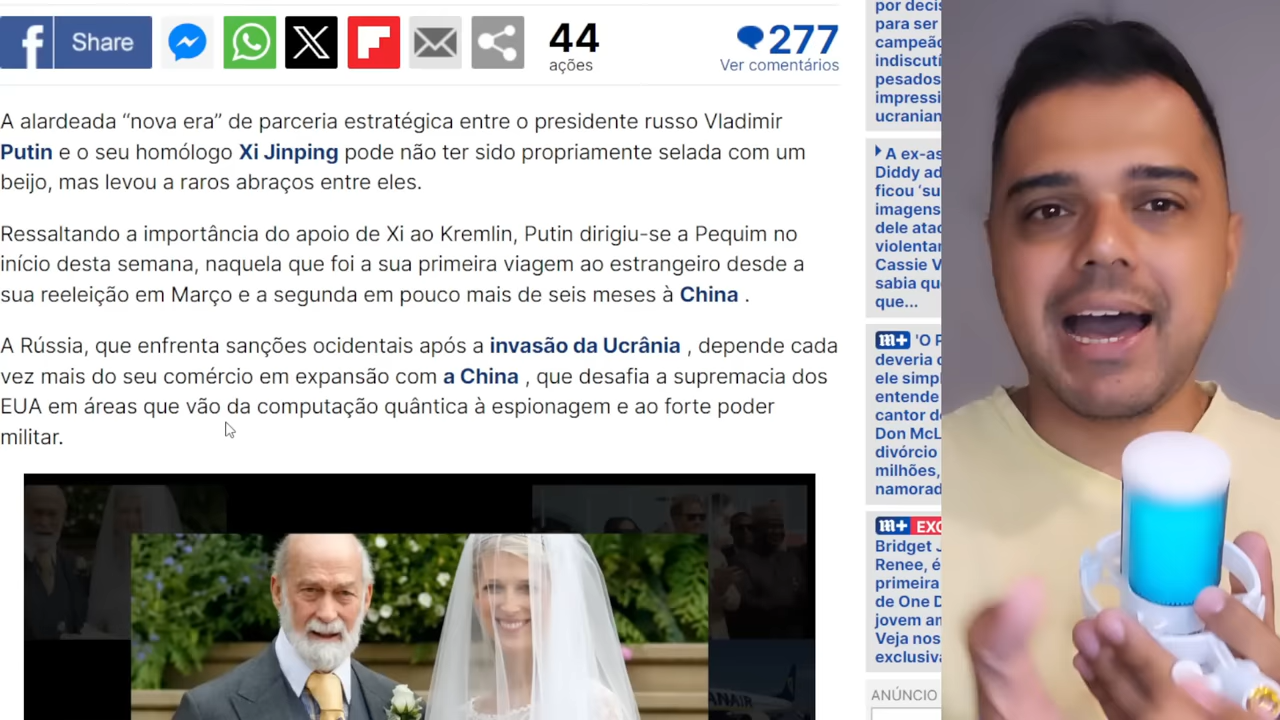 Share
44
ações
277
Ver comentários
A alardeada “nova era” de parceria estratégica entre o presidente russo Vladimir
Putin e o seu homólogo Xi Jinping pode não ter sido propriamente selada com um
beijo, mas levou a raros abraços entre eles.
Ressaltando a importância do apoio de Xi ao Kremlin, Putin dirigiu-se a Pequim no
início desta semana, naquela que foi a sua primeira viagem ao estrangeiro desde a
sua reeleição em Março e a segunda em pouco mais de seis meses à China .
A Rússia, que enfrenta sanções ocidentais após a invasão da Ucrânia , depende cada
vez mais do seu comércio em expansão com a China , que desafia a supremacia dos
EUA em áreas que vão da computação quântica à espionagem e ao forte poder
militar.
ANAIR
por decis
para ser
campeão
indiscutí
pesados
impressi
ucranian
A ex-as
Diddy ad
ficou ‘su
imagens
dele atac
violentar
Cassie V
sabia que
que...
m+ 'O P
deveria d
ele simpl
entende
cantor de
Don McL
divórcio
milhões,
namorad
m+ EXC
Bridget J
Renee, é
primeira
de One D
jovem am
Veja nos
exclusiva
ANÚNCIO